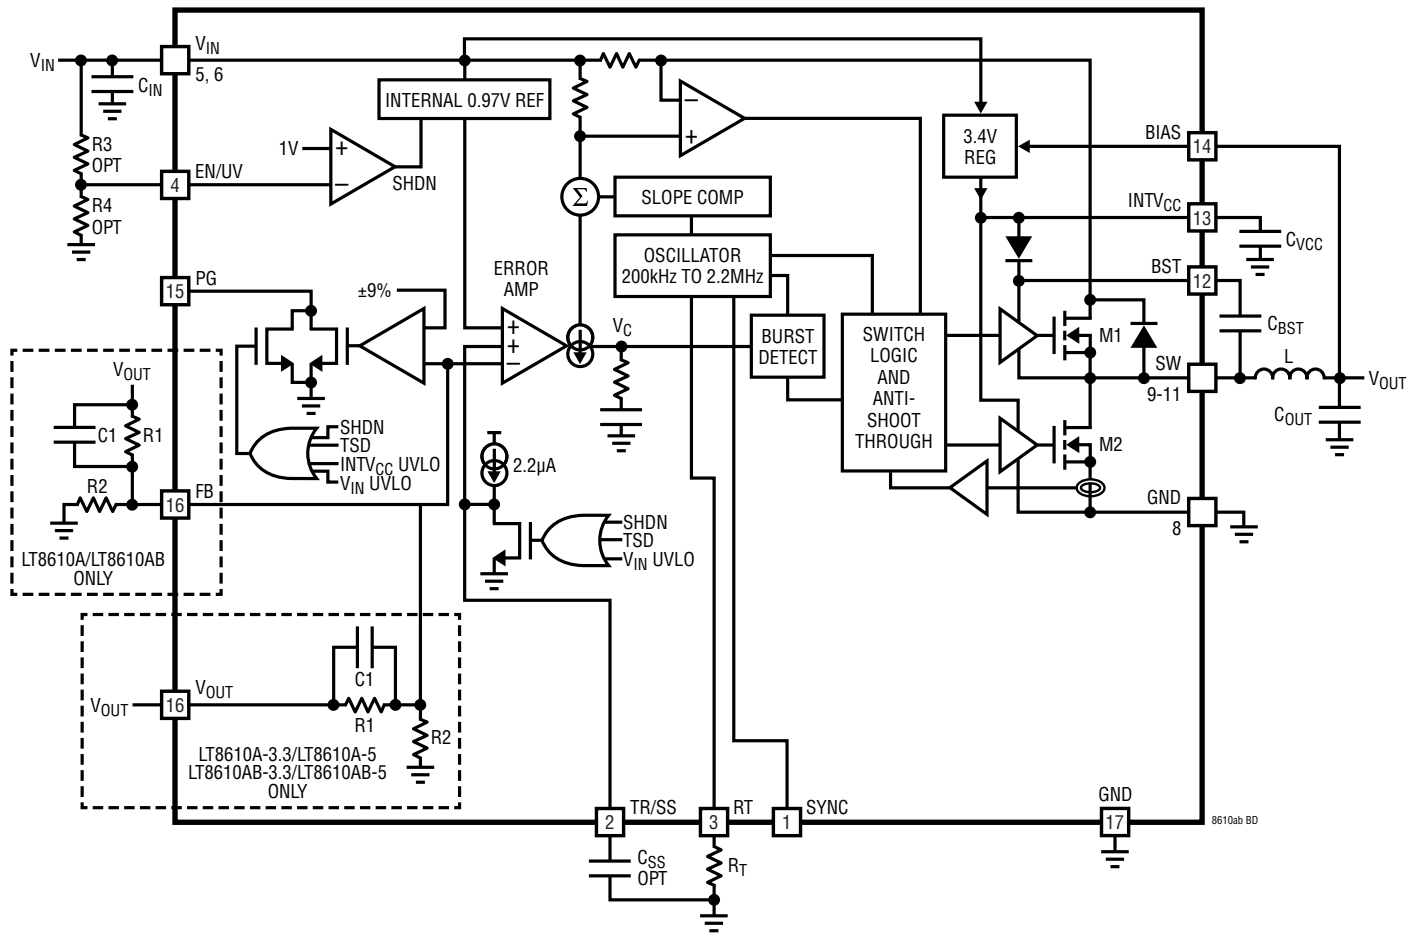 VIN
VIN
5, 6
CIN
R3
OPT
EN/UV
4
R4
OPT
1V
+
–
SHDN
INTERNAL 0.97V REF
–
+
3.4V
REG
BIAS
14
INTVCC
13
CVCC
BST
12
CBST
Σ
SLOPE COMP
OSCILLATOR
200kHz TO 2.2MHz
PG
15
±9%
ERROR
AMP
+
+
–
VC
BURST
DETECT
SWITCH
LOGIC
AND
ANTI-
SHOOT
THROUGH
M1
SW
9-11
L
VOUT
COUT
M2
GND
8
VOUT
C1
R1
R2
FB
16
LT8610A/LT8610AB
ONLY
SHDN
TSD
INTVCC UVLO
VIN UVLO
2.2µA
SHDN
TSD
VIN UVLO
VOUT
16
VOUT
C1
R1
R2
LT8610A-3.3/LT8610A-5
LT8610AB-3.3/LT8610AB-5
ONLY
TR/SS
2
RT
3
SYNC
1
GND
17
8610ab BD
CSS
OPT
RT